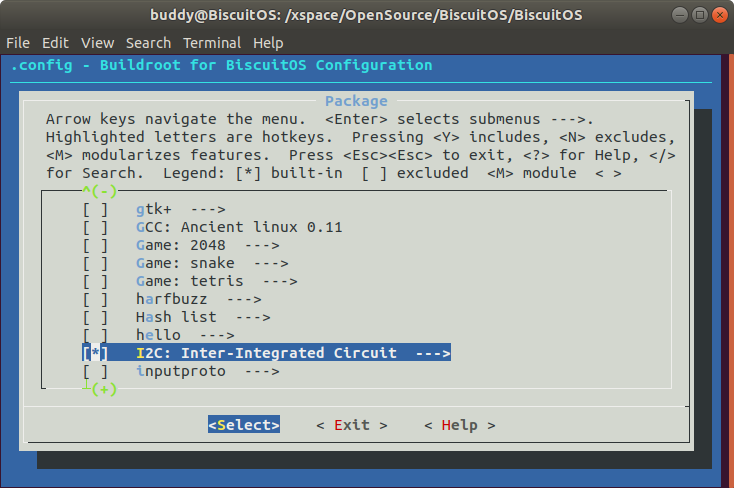 buddy@BiscuitOS: /xspace/OpenSource/BiscuitOS/BiscuitOS
File Edit View Search Terminal Help
.config - Buildroot for BiscuitOS Configuration
Package
Arrow keys navigate the menu.  <Enter> selects submenus --->.
Highlighted letters are hotkeys.  Pressing <Y> includes, <N> excludes,
<M> modularizes features.  Press <Esc><Esc> to exit, <?> for Help, </>
for Search.  Legend: [*] built-in  [ ] excluded  <M> module  < >
^(-)
[ ]   gtk+  --->
[ ]   GCC: Ancient linux 0.11
[ ]   Game: 2048  --->
[ ]   Game: snake  --->
[ ]   Game: tetris  --->
[ ]   harfbuzz  --->
[ ]   Hash list  --->
[ ]   hello  --->
[*]   I2C: Inter-Integrated Circuit  --->
[ ]   inputproto  --->
┴(+)
<Select>    < Exit >    < Help >